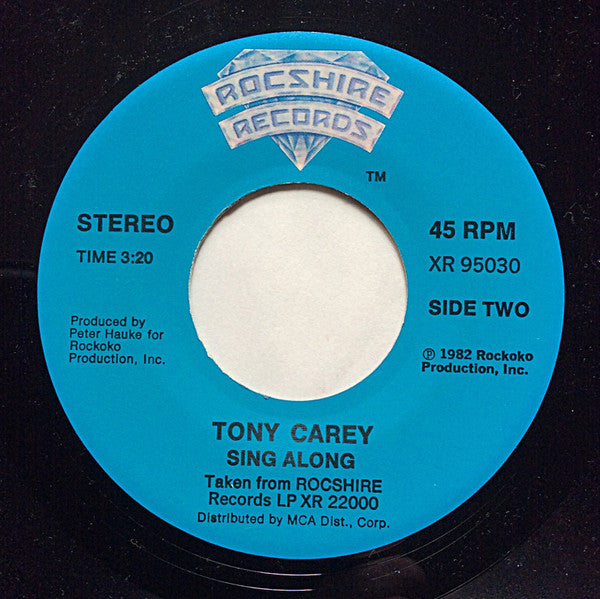 ROCSHIRE
RECORDS
TM
STEREO
TIME 3:20
45 RPM
XR 95030
SIDE TWO
Produced by
Peter Hauke for
Rockoko
Production, Inc.
℗ 1982 Rockoko
Production, Inc.
TONY CAREY
SING ALONG
Taken from ROCSHIRE
Records LP XR 22000
Distributed by MCA Dist., Corp.